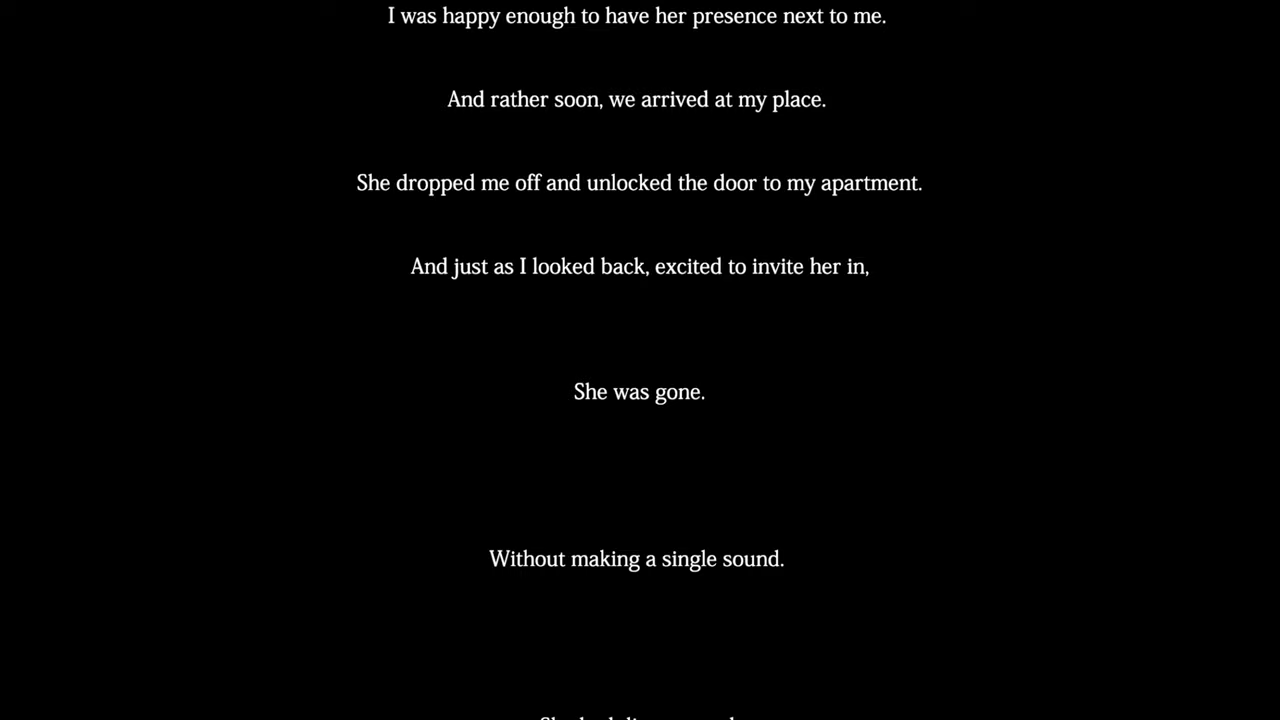 I was happy enough to have her presence next to me.
And rather soon, we arrived at my place.
She dropped me off and unlocked the door to my apartment.
And just as I looked back, excited to invite her in,
She was gone.
Without making a single sound.